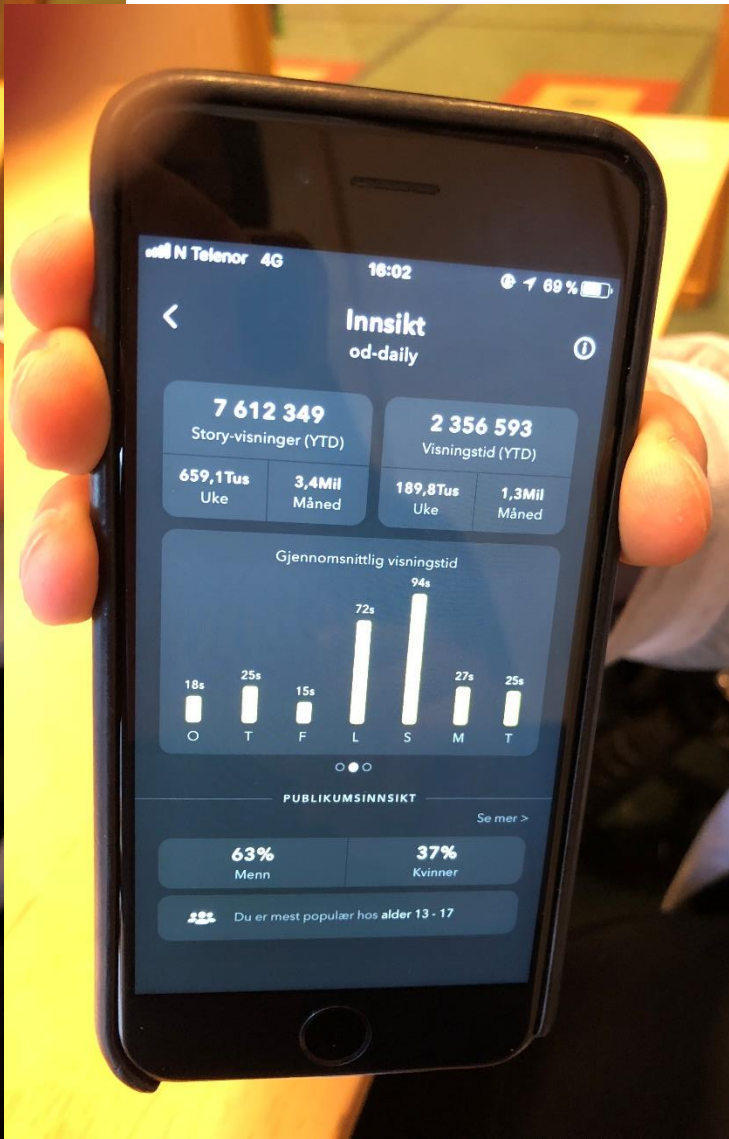 N Telenor 4G 16:02 69 %
Innsikt
od-daily
7 612 349
Story-visninger (YTD)
659,1Tus 3,4Mil
Uke Måned
2 356 593
Visningstid (YTD)
189,8Tus 1,3Mil
Uke Måned
Gjennomsnittlig visningstid
18s 25s 15s 72s 94s 27s 25s
O T F L S M T
PUBLIKUMSINNSIKT
Se mer >
63% 37%
Menn Kvinner
Du er mest populær hos alder 13 - 17